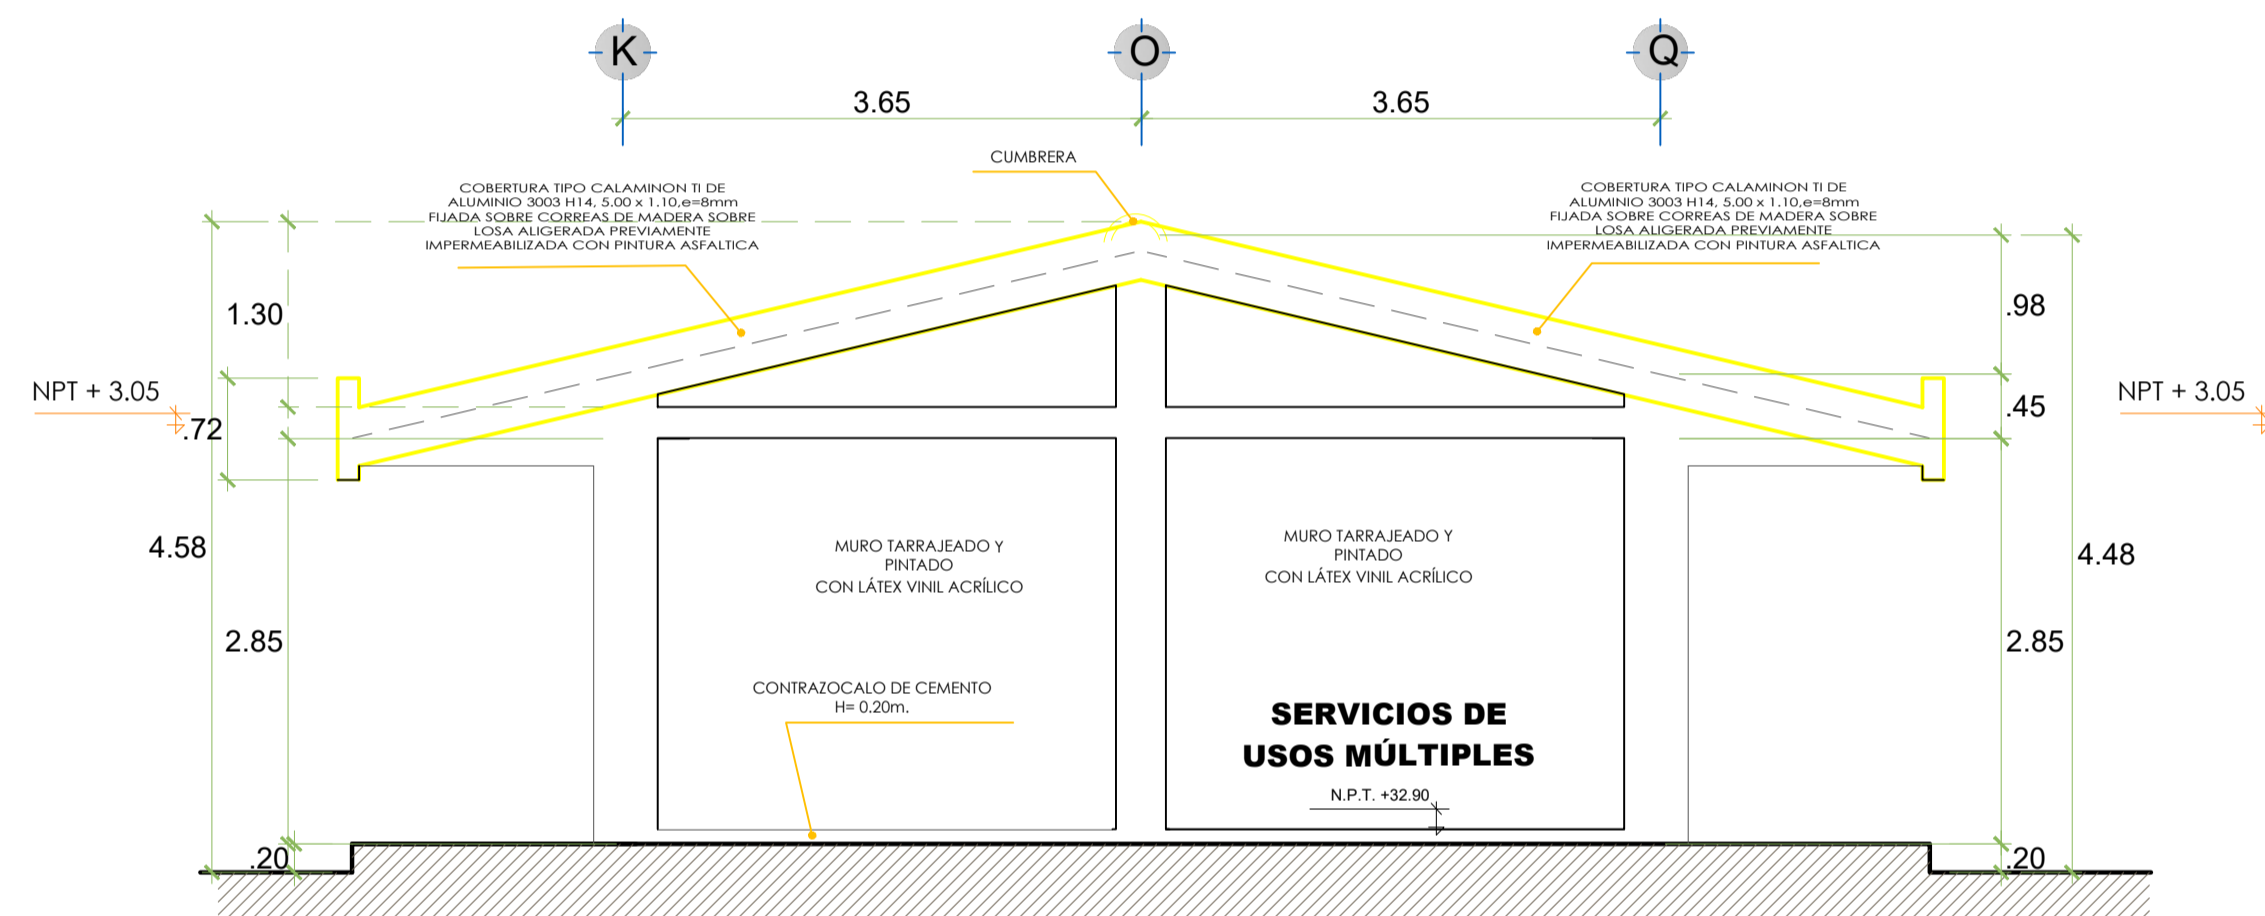 K
O
Q
3.65
3.65
CUMBRERA
COBERTURA TIPO CALAMINON TI DE
ALUMINIO 3003 H14, 5.00 x 1.10,e=8mm
FIJADA SOBRE CORREAS DE MADERA SOBRE
LOSA ALIGERADA PREVIAMENTE
IMPERMEABILIZADA CON PINTURA ASFALTICA
COBERTURA TIPO CALAMINON TI DE
ALUMINIO 3003 H14, 5.00 x 1.10,e=8mm
FIJADA SOBRE CORREAS DE MADERA SOBRE
LOSA ALIGERADA PREVIAMENTE
IMPERMEABILIZADA CON PINTURA ASFALTICA
1.30
.98
NPT + 3.05
.72
.45
NPT + 3.05
4.58
4.48
MURO TARRAJEADO Y
PINTADO
CON LÁTEX VINIL ACRÍLICO
MURO TARRAJEADO Y
PINTADO
CON LÁTEX VINIL ACRÍLICO
2.85
2.85
CONTRAZOCALO DE CEMENTO
H= 0.20m.
SERVICIOS DE
USOS MÚLTIPLES
N.P.T. +32.90
.20
.20